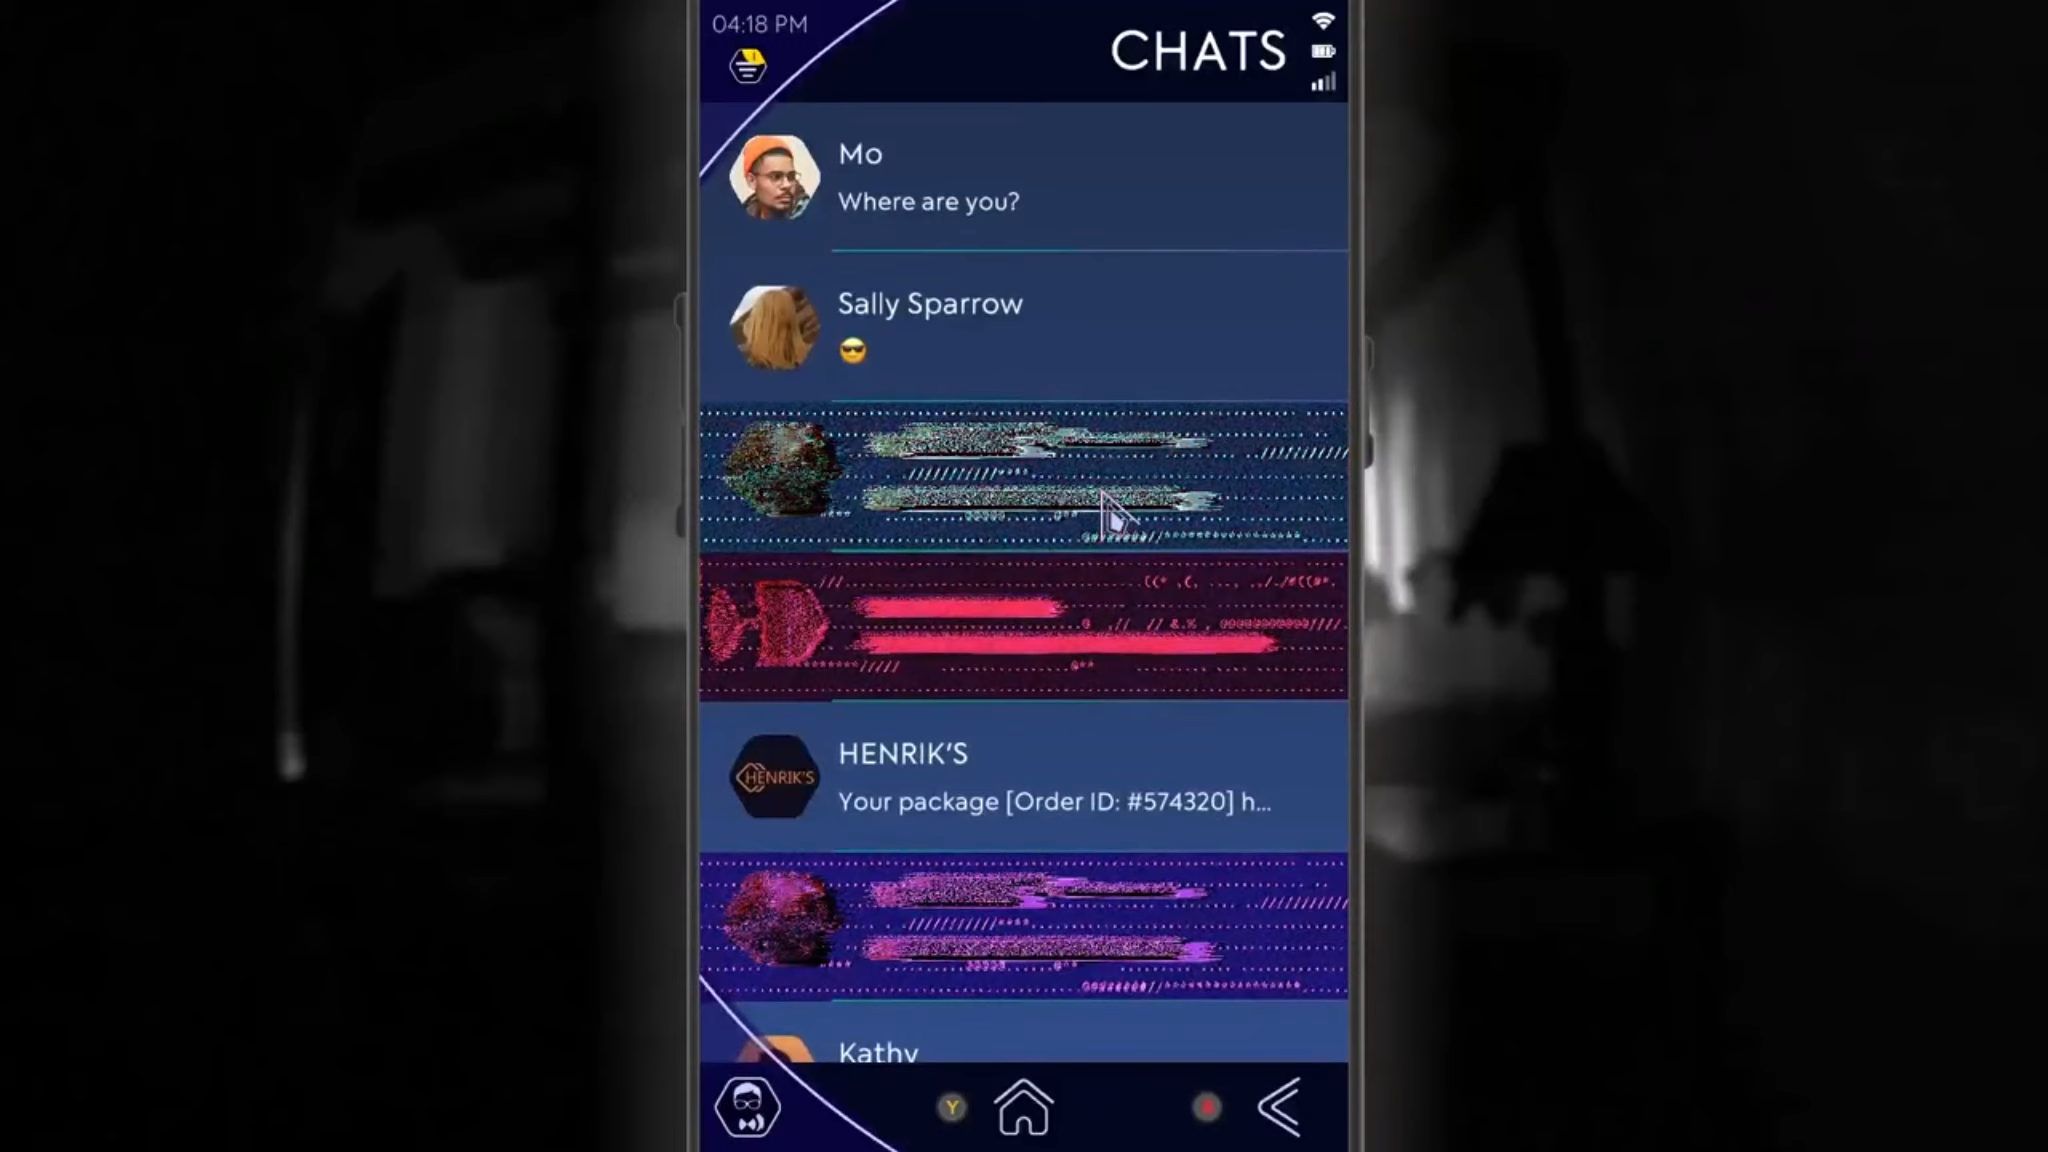 04:18 PM
CHATS
Mo
Where are you?
Sally Sparrow
HENRIK'S
HENRIK'S
Your package [Order ID: #574320] h...
Kathy
Y